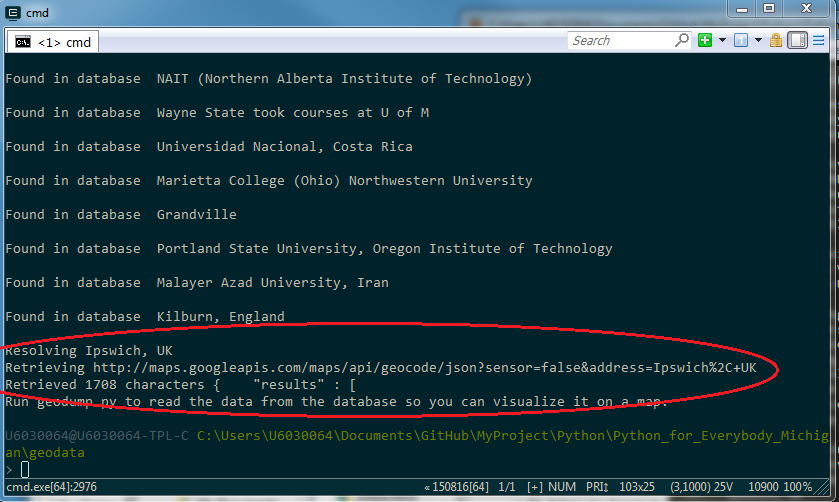 cmd
<1> cmd
Search
Found in database  NAIT (Northern Alberta Institute of Technology)
Found in database  Wayne State took courses at U of M
Found in database  Universidad Nacional, Costa Rica
Found in database  Marietta College (Ohio) Northwestern University
Found in database  Grandville
Found in database  Portland State University, Oregon Institute of Technology
Found in database  Malayer Azad University, Iran
Found in database  Kilburn, England
Resolving Ipswich, UK
Retrieving http://maps.googleapis.com/maps/api/geocode/json?sensor=false&address=Ipswich%2C+UK
Retrieved 1708 characters {    "results" : [
Run geodump.py to read the data from the database so you can visualize it on a map.
U6030064@U6030064-TPL-C C:\Users\U6030064\Documents\GitHub\MyProject\Python\Python_for_Everybody_Michig
an\geodata
>
cmd.exe[64]:2976 «150816[64] 1/1 [+] NUM PRI↕ 103x25 (3,1000) 25V 10900 100%